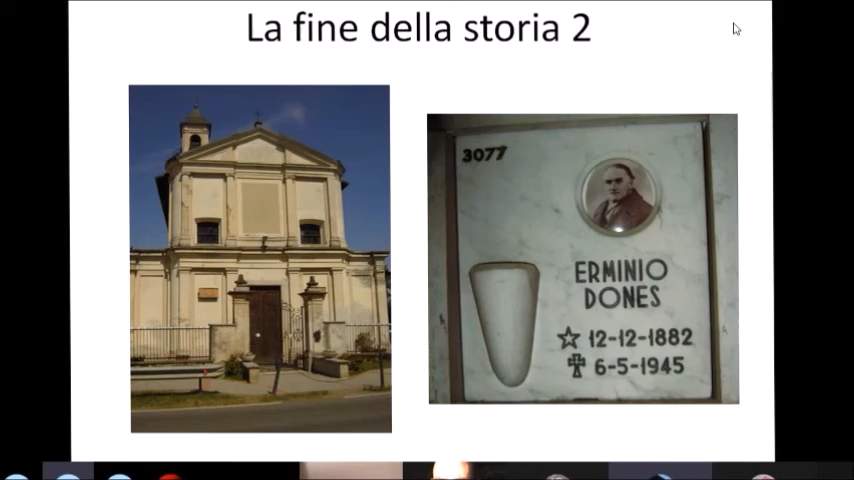 La fine della storia 2
3077
ERMINIO
DONES
12-12-1882
6-5-1945